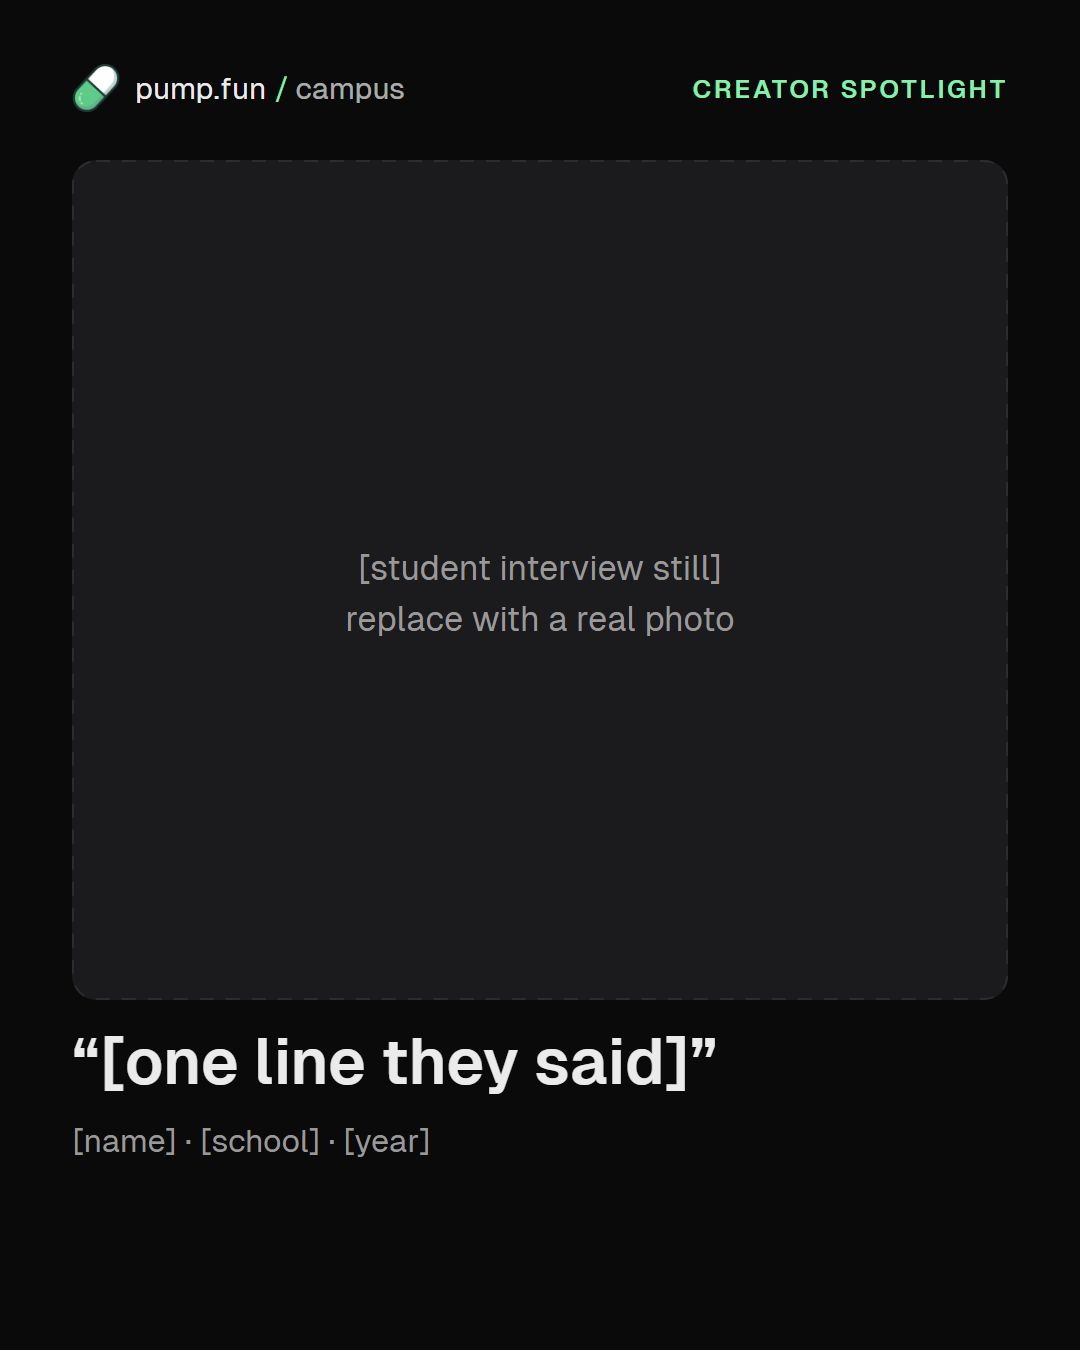 pump.fun / campus
CREATOR SPOTLIGHT
[student interview still]
replace with a real photo
“[one line they said]”
[name] · [school] · [year]